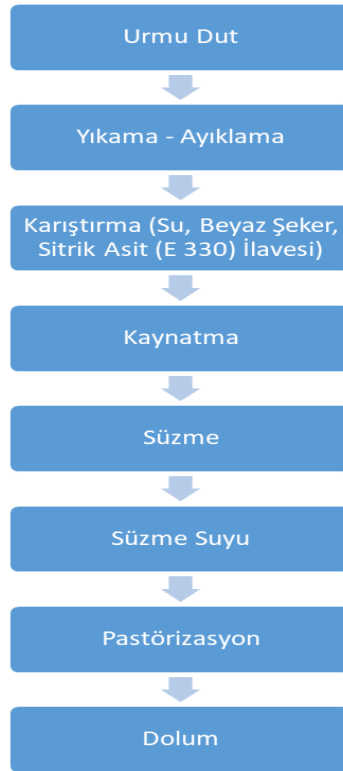 Urmu Dut
Yıkama - Ayıklama
Karıştırma (Su, Beyaz Şeker,
Sitrik Asit (E 330) İlavesi)
Kaynatma
Süzme
Süzme Suyu
Pastörizasyon
Dolum